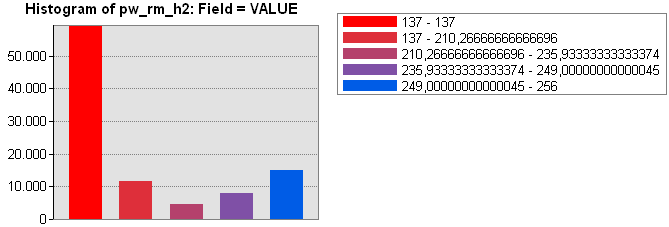 Histogram of pw_rm_h2: Field = VALUE
50.000
40.000
30.000
20.000
10.000
0
137 - 137
137 - 210,26666666666696
210,26666666666696 - 235,93333333333374
235,93333333333374 - 249,00000000000045
249,00000000000045 - 256